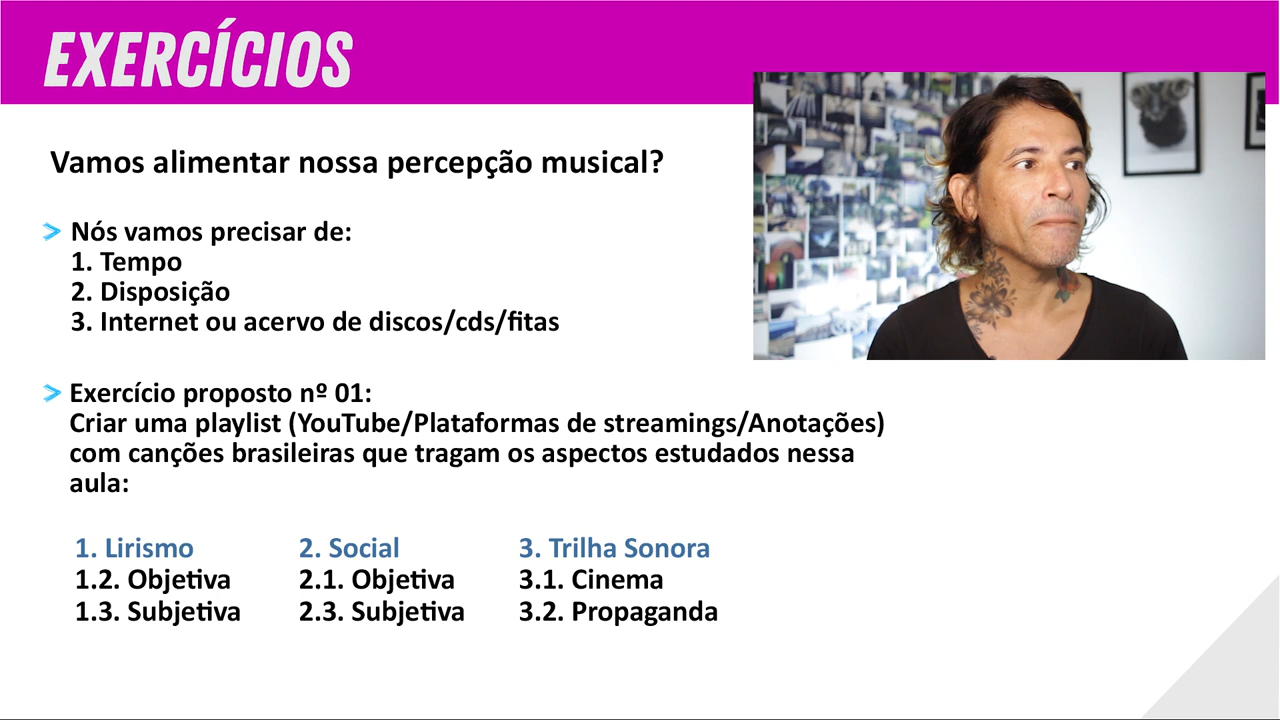 EXERCÍCIOS
Vamos alimentar nossa percepção musical?
> Nós vamos precisar de:
1. Tempo
2. Disposição
3. Internet ou acervo de discos/cds/fitas
> Exercício proposto nº 01:
Criar uma playlist (YouTube/Plataformas de streamings/Anotações)
com canções brasileiras que tragam os aspectos estudados nessa
aula:
1. Lirismo
1.2. Objetiva
1.3. Subjetiva
2. Social
2.1. Objetiva
2.3. Subjetiva
3. Trilha Sonora
3.1. Cinema
3.2. Propaganda